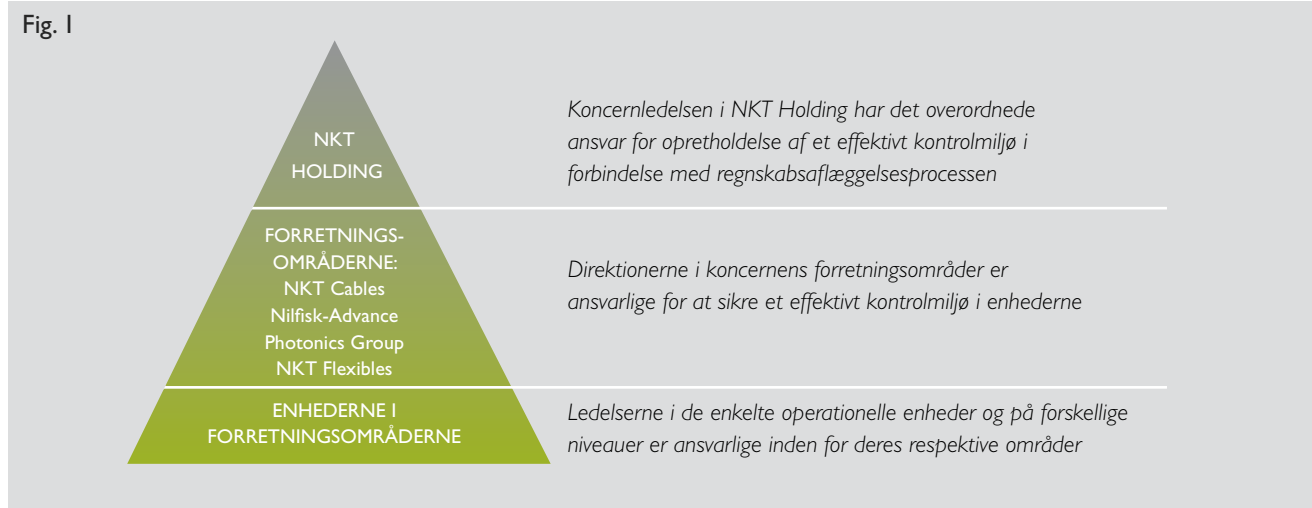 Fig. 1
NKT
HOLDING
Koncernledelsen i NKT Holding har det overordnede
ansvar for opretholdelse af et effektivt kontrolmiljø i
forbindelse med regnskabsaflæggelsesprocessen
FORRETNINGS-
OMRÅDERNE:
NKT Cables
Nilfisk-Advance
Photonics Group
NKT Flexibles
Direktionerne i koncernens forretningsområder er
ansvarlige for at sikre et effektivt kontrolmiljø i enhederne
ENHEDERNE I
FORRETNINGSOMRÅDERNE
Ledelserne i de enkelte operationelle enheder og på forskellige
niveauer er ansvarlige inden for deres respektive områder